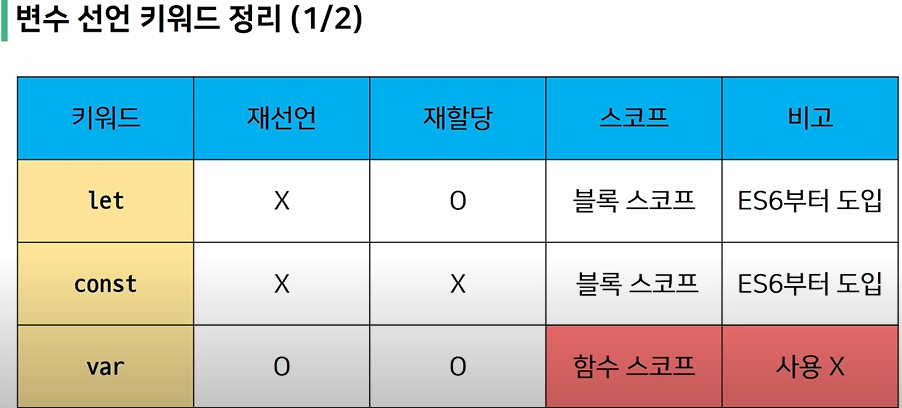 변수 선언 키워드 정리 (1/2)
키워드 재선언 재할당 스코프 비고
let X O 블록 스코프 ES6부터 도입
const X X 블록 스코프 ES6부터 도입
var O O 함수 스코프 사용 X